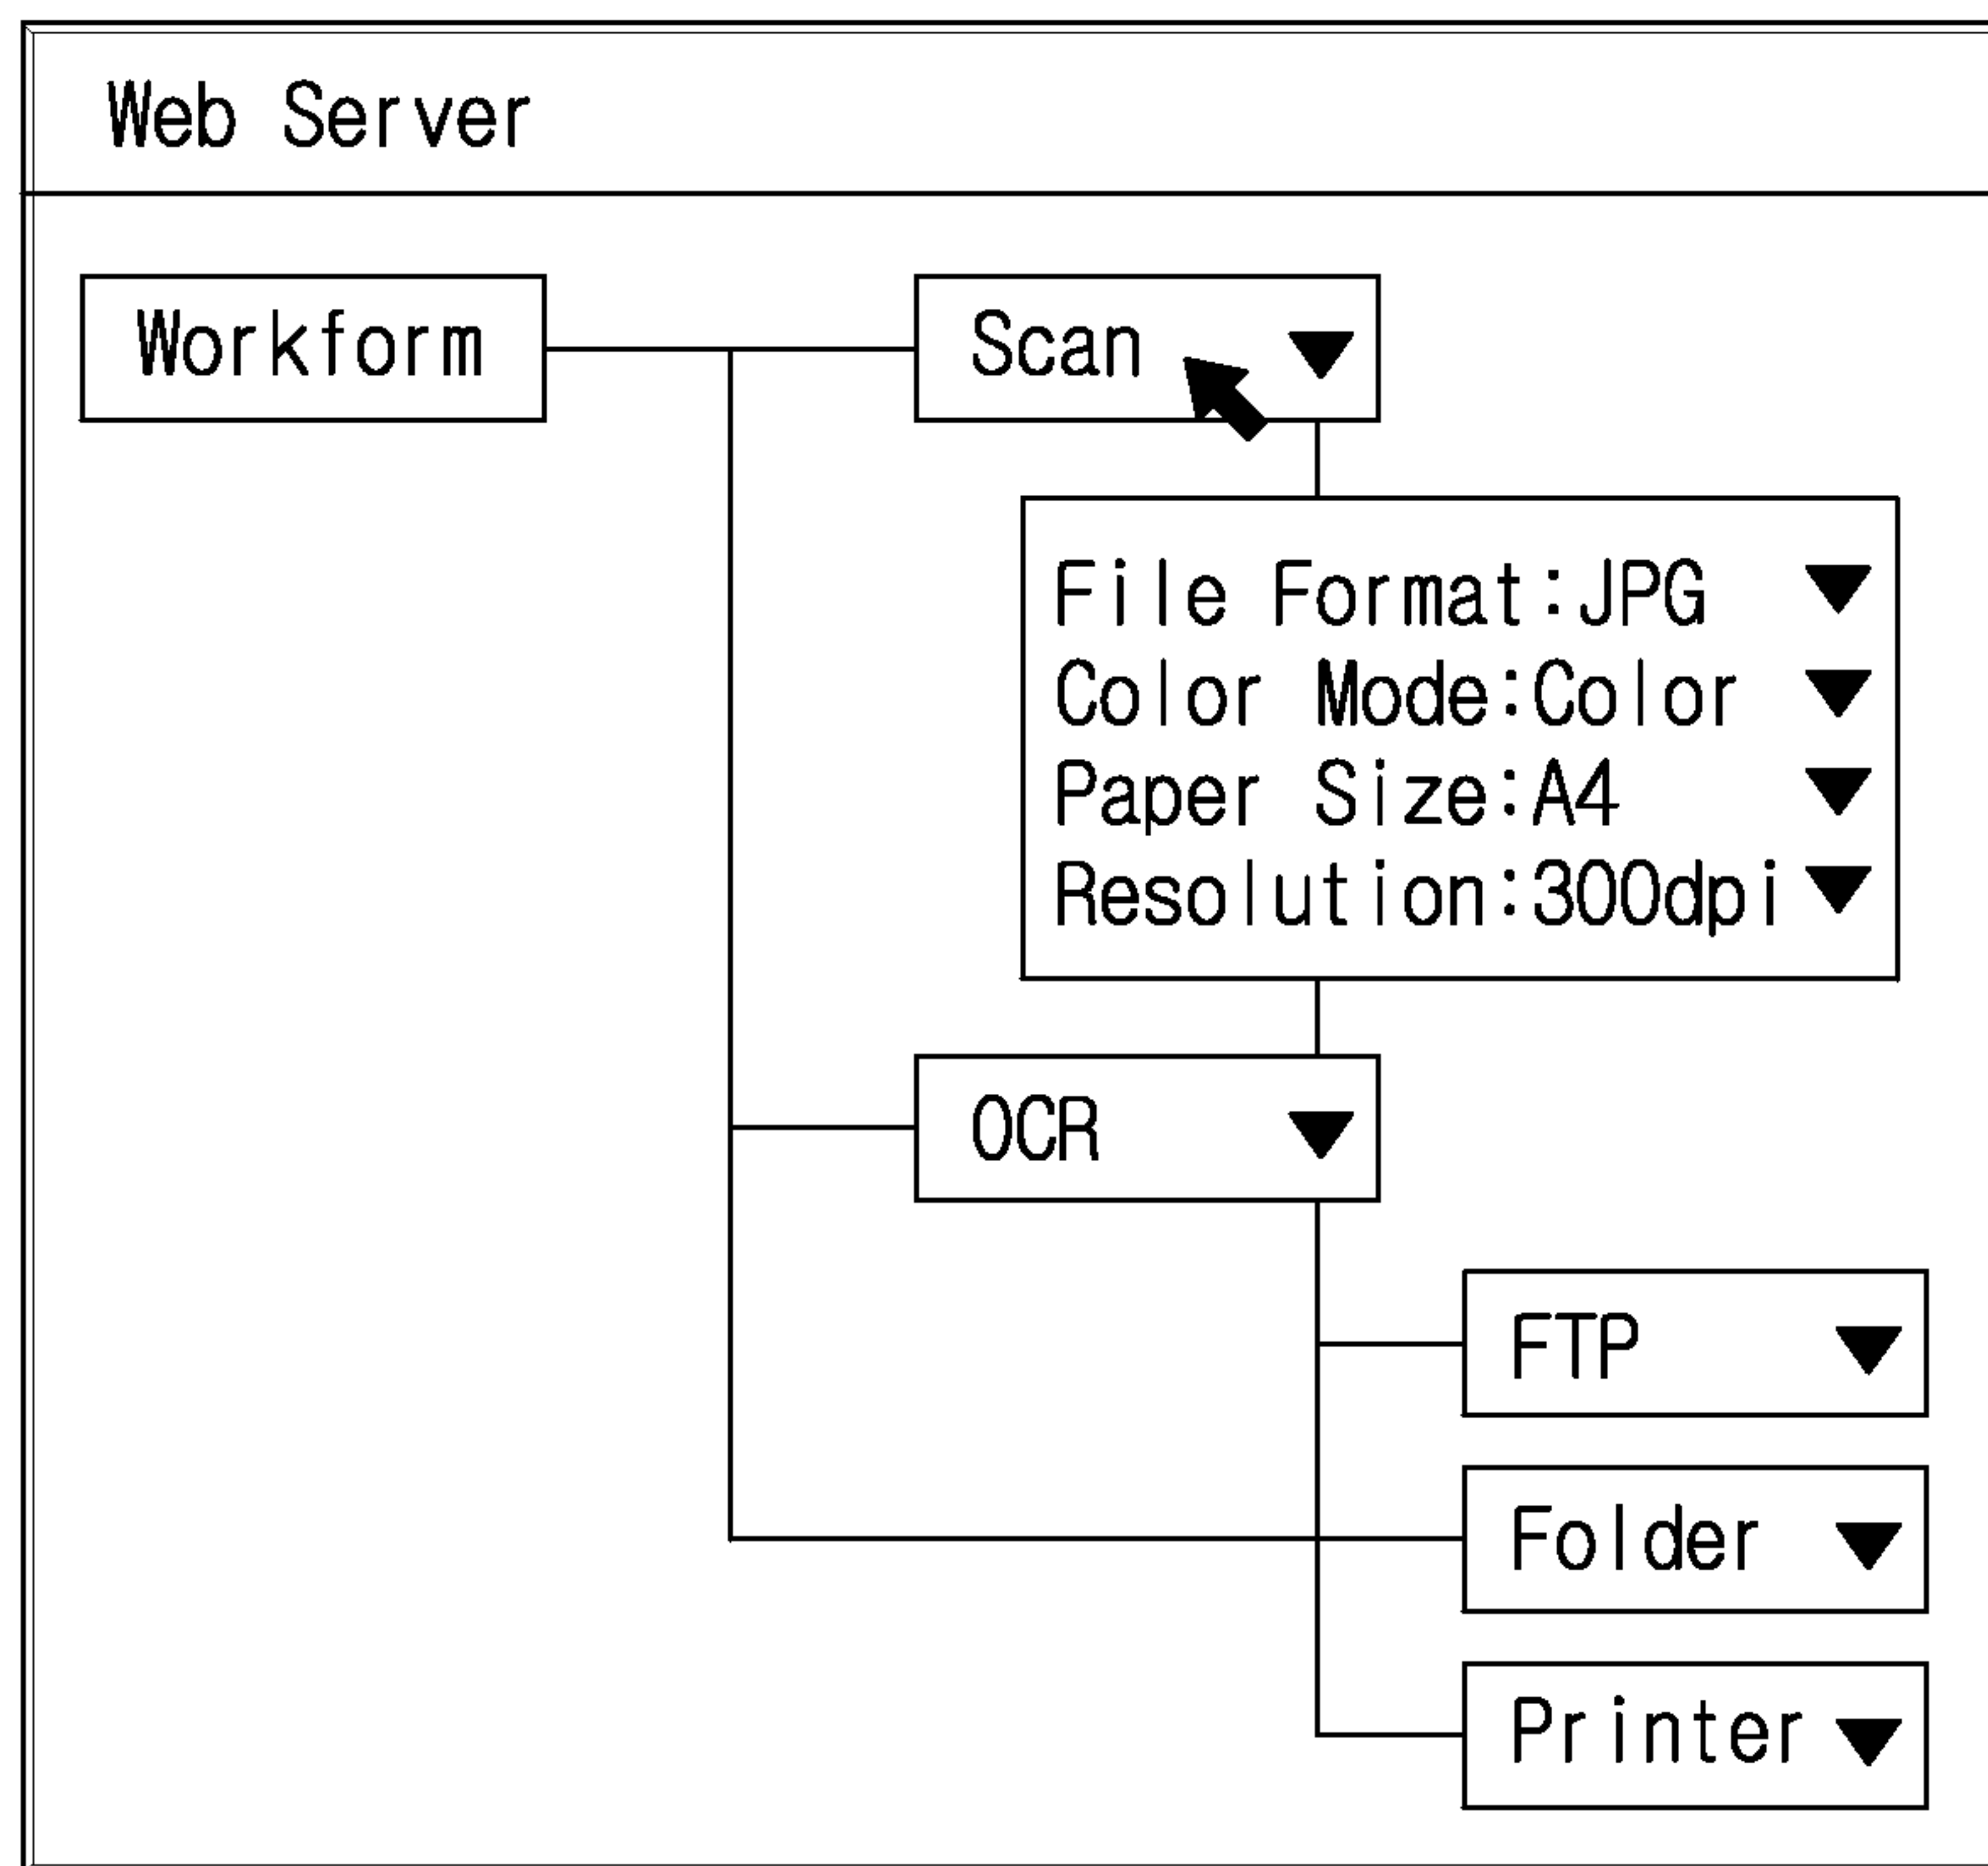 Web Server
Workform
Scan
File Format:JPG
Color Mode:Color
Paper Size:A4
Resolution:300dpi
OCR
FTP
Folder
Printer